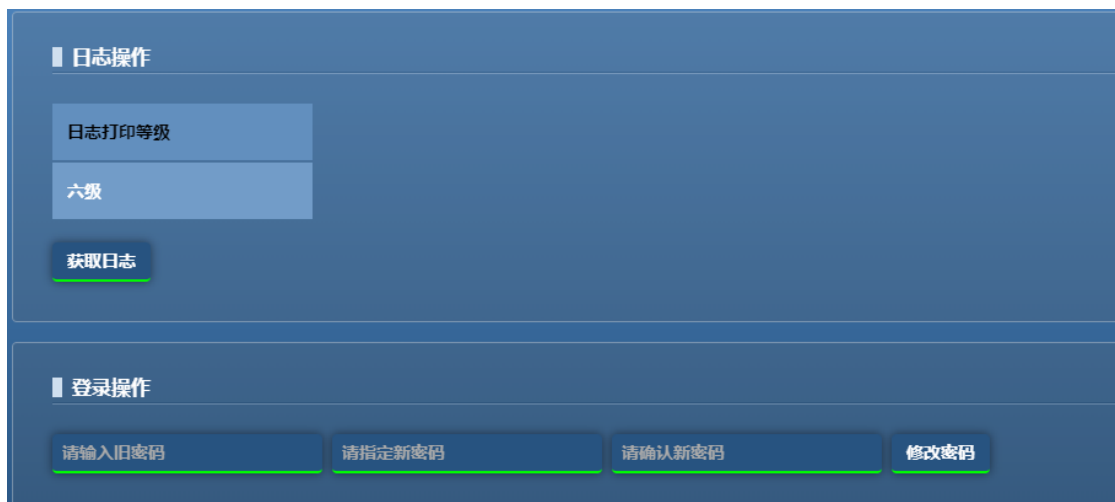 日志操作
日志打印等级
六级
获取日志
登录操作
请输入旧密码 请指定新密码 请确认新密码 修改密码